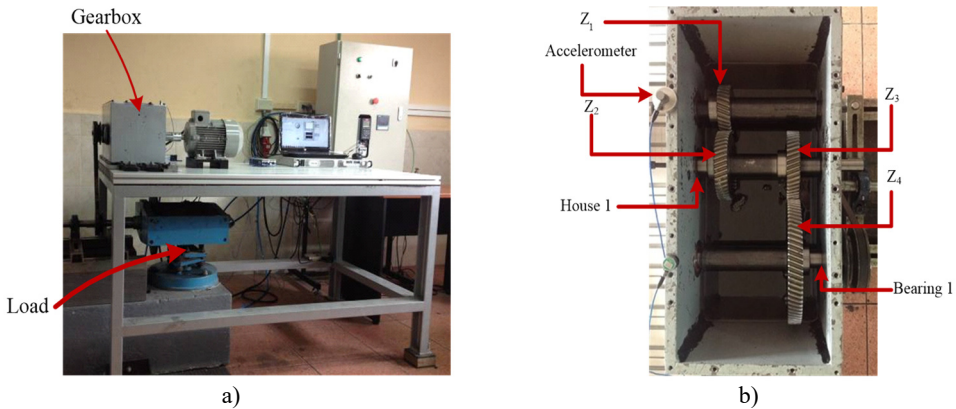 Gearbox
Load
a)
Z1
Accelerometer
Z2
Z3
Z4
House 1
Bearing 1
b)